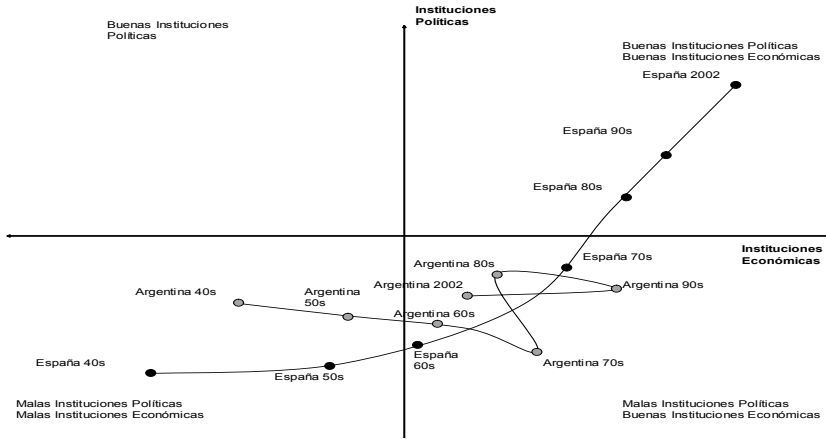 Instituciones
Políticas
Buenas Instituciones
Políticas
Buenas Instituciones Políticas
Buenas Instituciones Económicas
España 2002
España 90s
España 80s
Instituciones
Económicas
España 70s
Argentina 80s
Argentina 2002
Argentina 90s
Argentina 40s
Argentina
50s
Argentina 60s
España
60s
Argentina 70s
España 40s
España 50s
Malas Instituciones Políticas
Malas Instituciones Económicas
Malas Instituciones Políticas
Buenas Instituciones Económicas